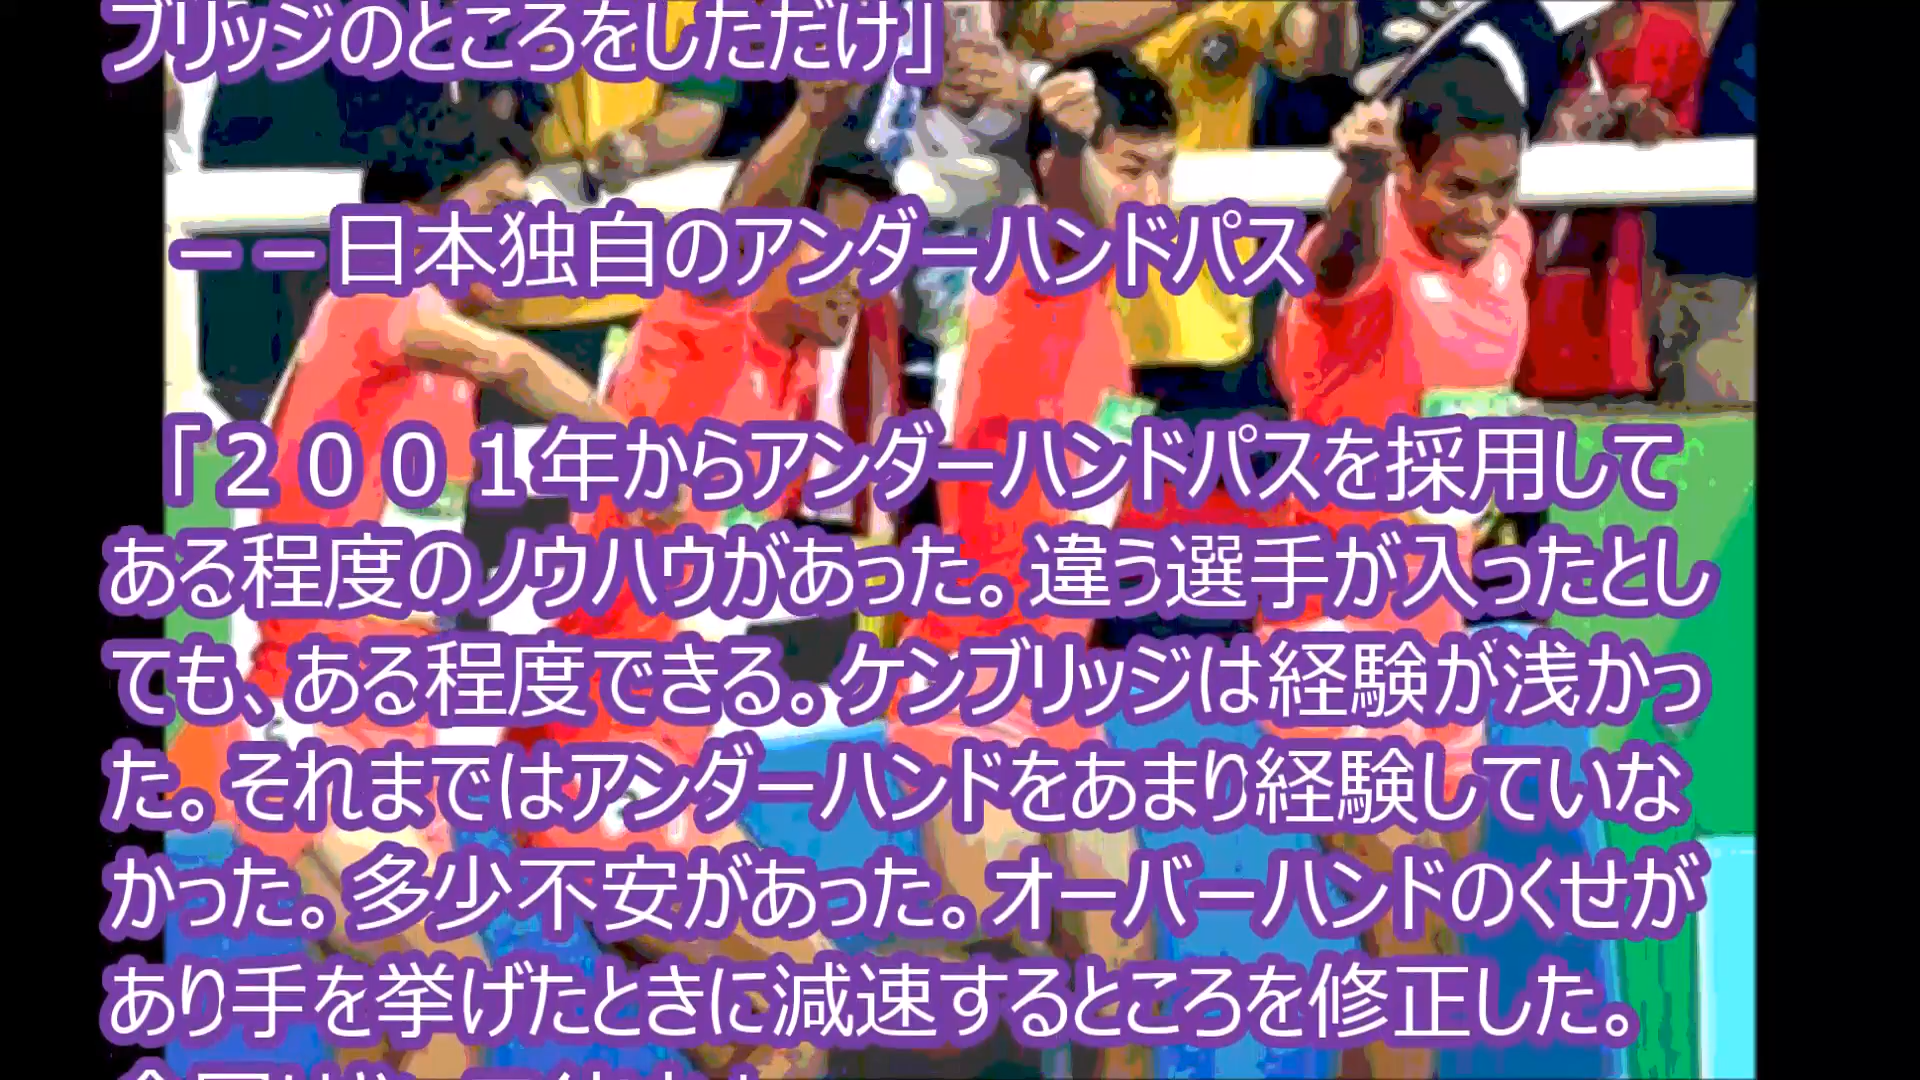 ブリッジのところをしただけ」
－－日本独自のアンダーハンドパス
「２００１年からアンダーハンドパスを採用して
ある程度のノウハウがあった。違う選手が入ったとし
ても、ある程度できる。ケンブリッジは経験が浅かっ
た。それまではアンダーハンドをあまり経験していな
かった。多少不安があった。オーバーハンドのくせが
あり手を挙げたときに減速するところを修正した。